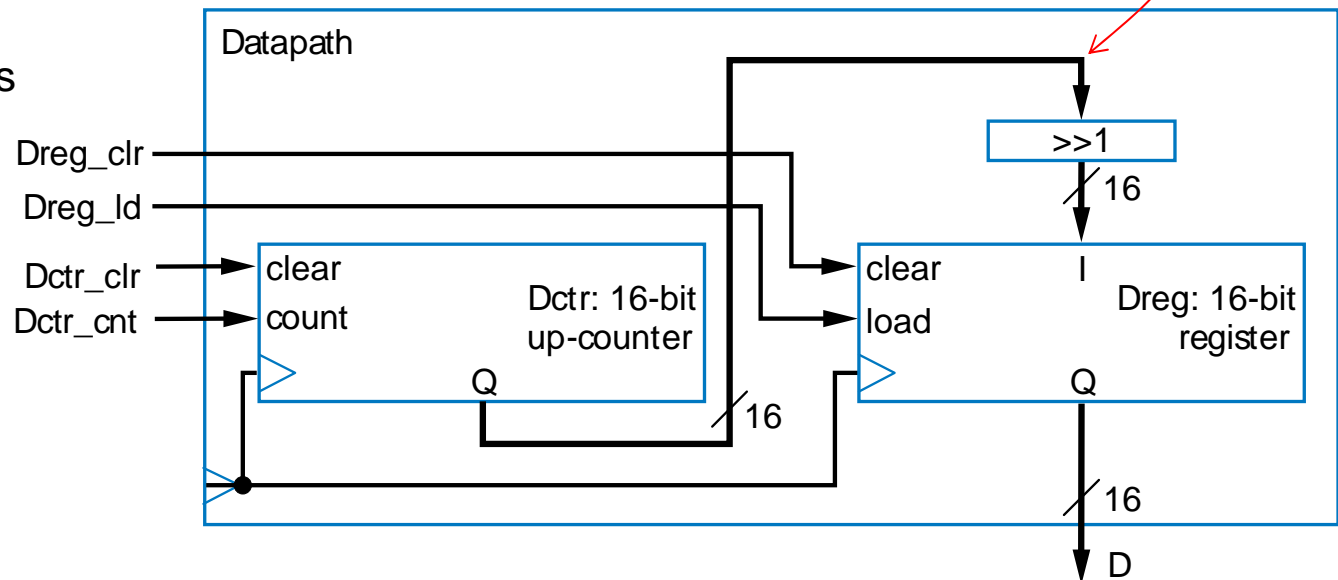 Datapath
s
Dreg_clr
>>1
16
Dreg_ld
Dctr_clr
clear
clear
I
Dctr_cnt
count
Dctr: 16-bit
up-counter
load
Dreg: 16-bit
register
Q
Q
16
16
D